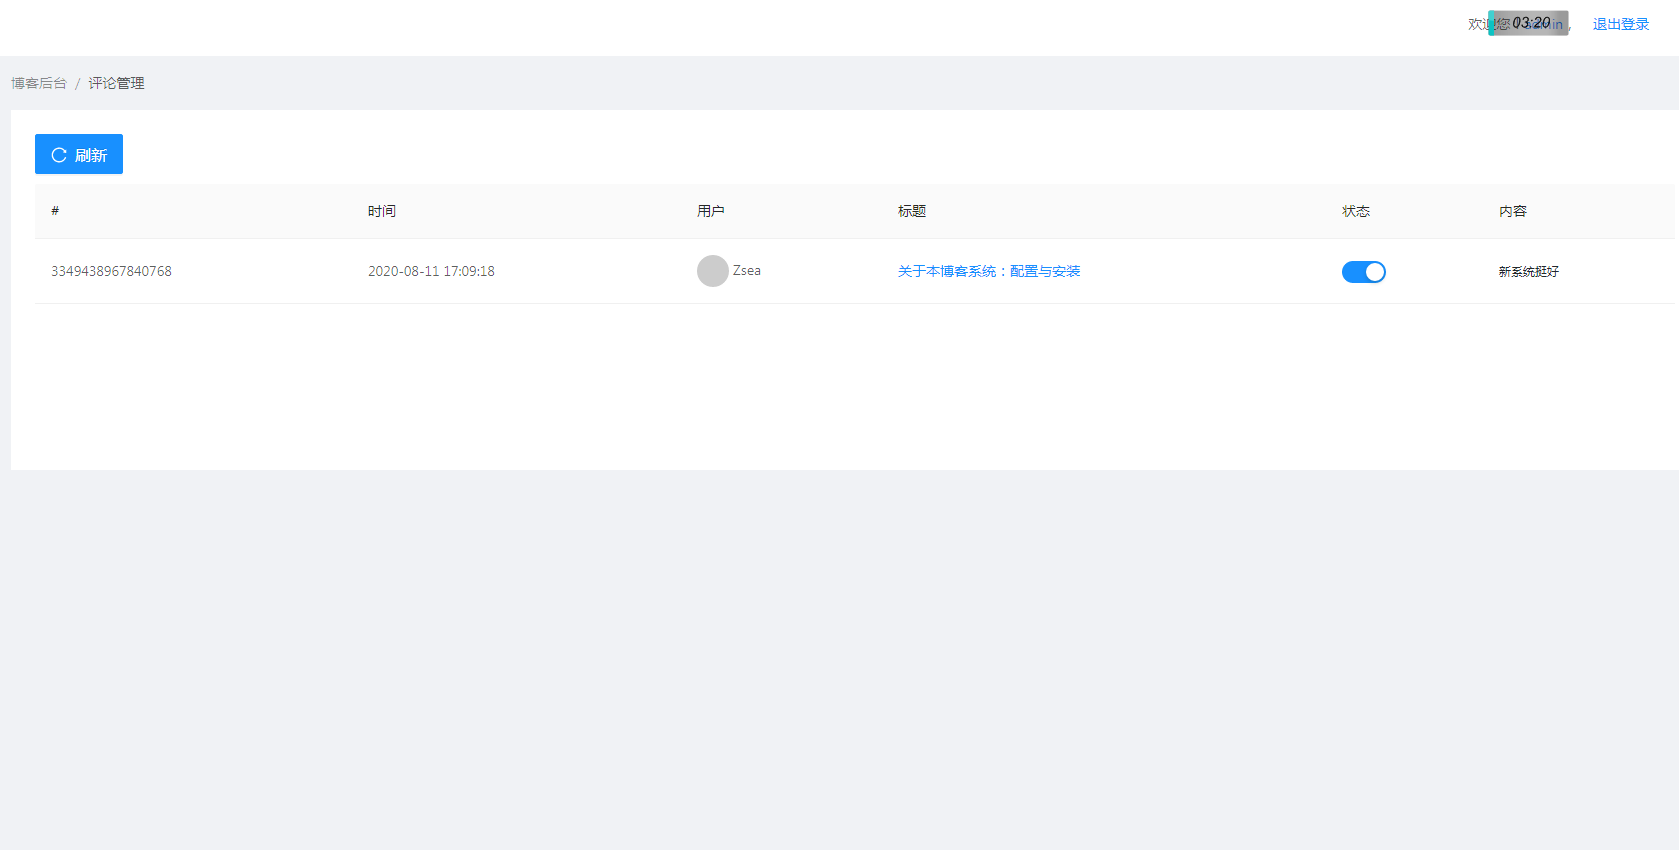 欢迎您！admin， 退出登录
03:20
博客后台 / 评论管理
刷新
# 时间 用户 标题 状态 内容
3349438967840768 2020-08-11 17:09:18 Zsea 关于本博客系统：配置与安装 新系统挺好